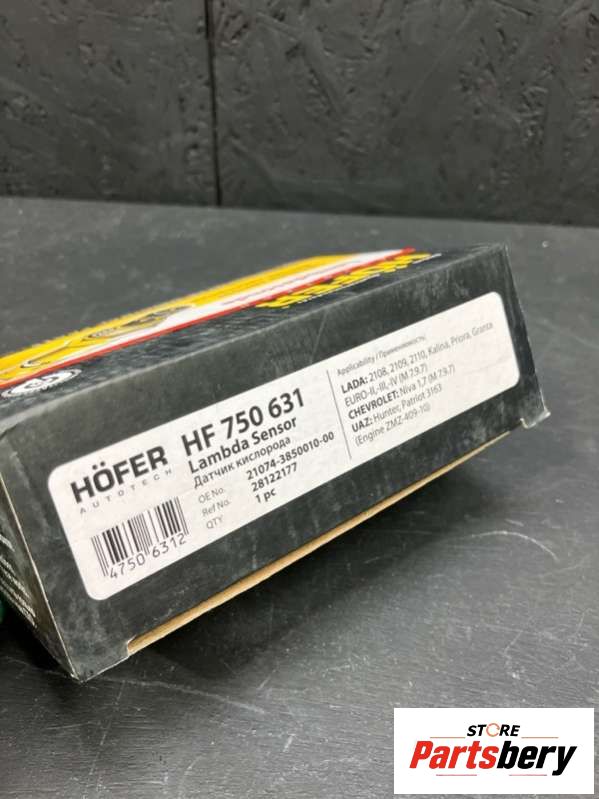 HÖFER
AUTOTECH
HF 750 631
Lambda Sensor
Датчик кислорода
OE No. 21074-3850010-00
Ref No. 28122177
QTY. 1 pc
4750 6312
Applicability / Применяемость:
LADA: 2108, 2109, 2110, Kalina, Priora, Granta
EURO-II,-III,-IV (M 7.9.7)
CHEVROLET: Niva 1,7 (M 7.9.7)
UAZ: Hunter, Patriot 3163
(Engine ZMZ-409-10)
HÖFER
STORE
Partsbery